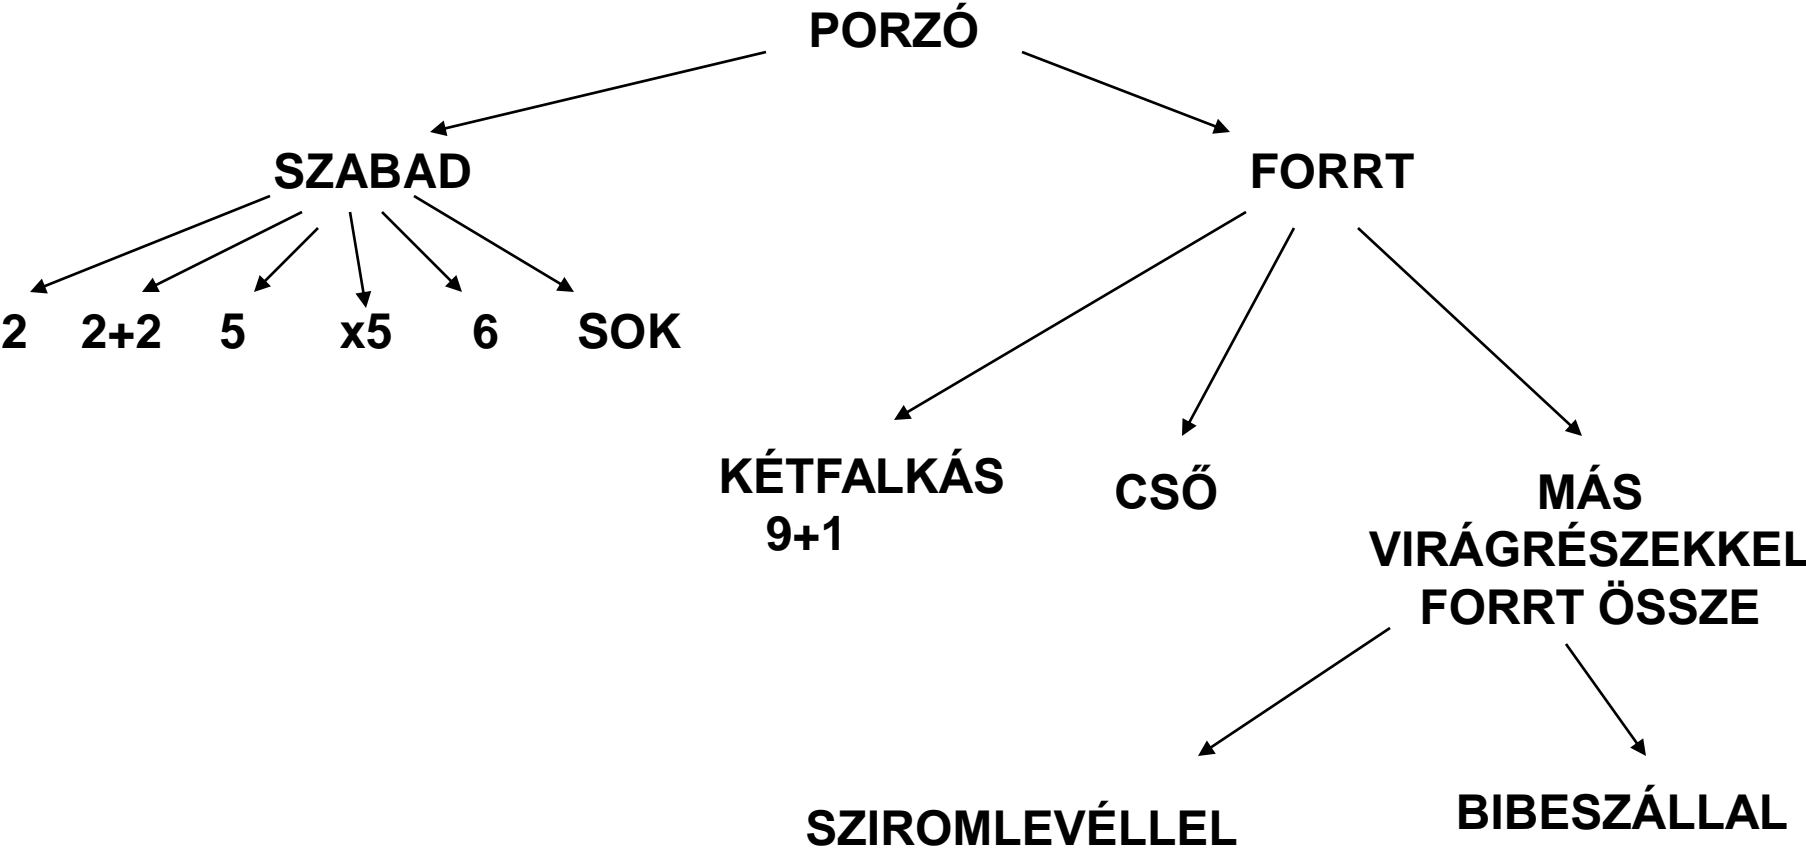 PORZÓ
SZABAD
FORRT
2 2+2 5 x5 6 SOK
KÉTFALKÁS
9+1
CSŐ
MÁS
VIRÁGRÉSZEKKEL
FORRT ÖSSZE
SZIROMLEVÉLLEL
BIBESZÁLLAL